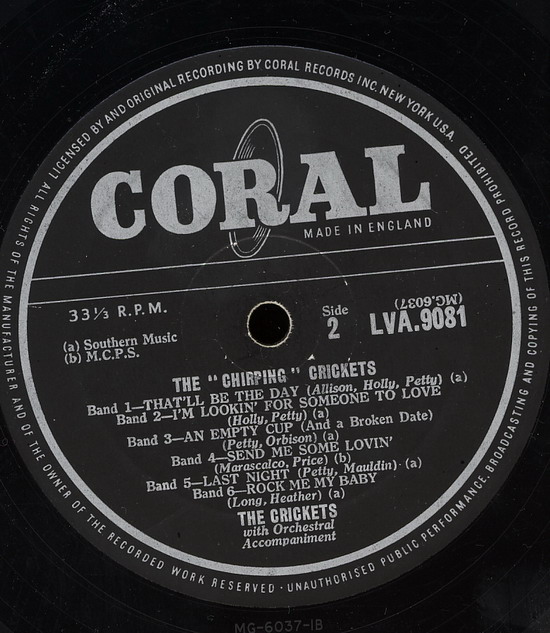 ALL RIGHTS OF THE MANUFACTURER AND OF THE OWNER OF THE RECORDED WORK RESERVED · UNAUTHORISED PUBLIC PERFORMANCE, BROADCASTING AND COPYING OF THIS RECORD PROHIBITED
LICENSED BY AND ORIGINAL RECORDING BY CORAL RECORDS INC. NEW YORK U.S.A.
CORAL
MADE IN ENGLAND
33⅓ R.P.M.
(a) Southern Music
(b) M.C.P.S.
Side
2
(MG.6037)
LVA.9081
THE "CHIRPING" CRICKETS
Band 1—THAT'LL BE THE DAY (Allison, Holly, Petty) (a)
Band 2—I'M LOOKIN' FOR SOMEONE TO LOVE
(Holly, Petty) (a)
Band 3—AN EMPTY CUP (And a Broken Date)
(Petty, Orbison) (a)
Band 4—SEND ME SOME LOVIN'
(Marascalco, Price) (b)
Band 5—LAST NIGHT (Petty, Mauldin) (a)
Band 6—ROCK ME MY BABY
(Long, Heather) (a)
THE CRICKETS
with Orchestral
Accompaniment
MG-6037-1B